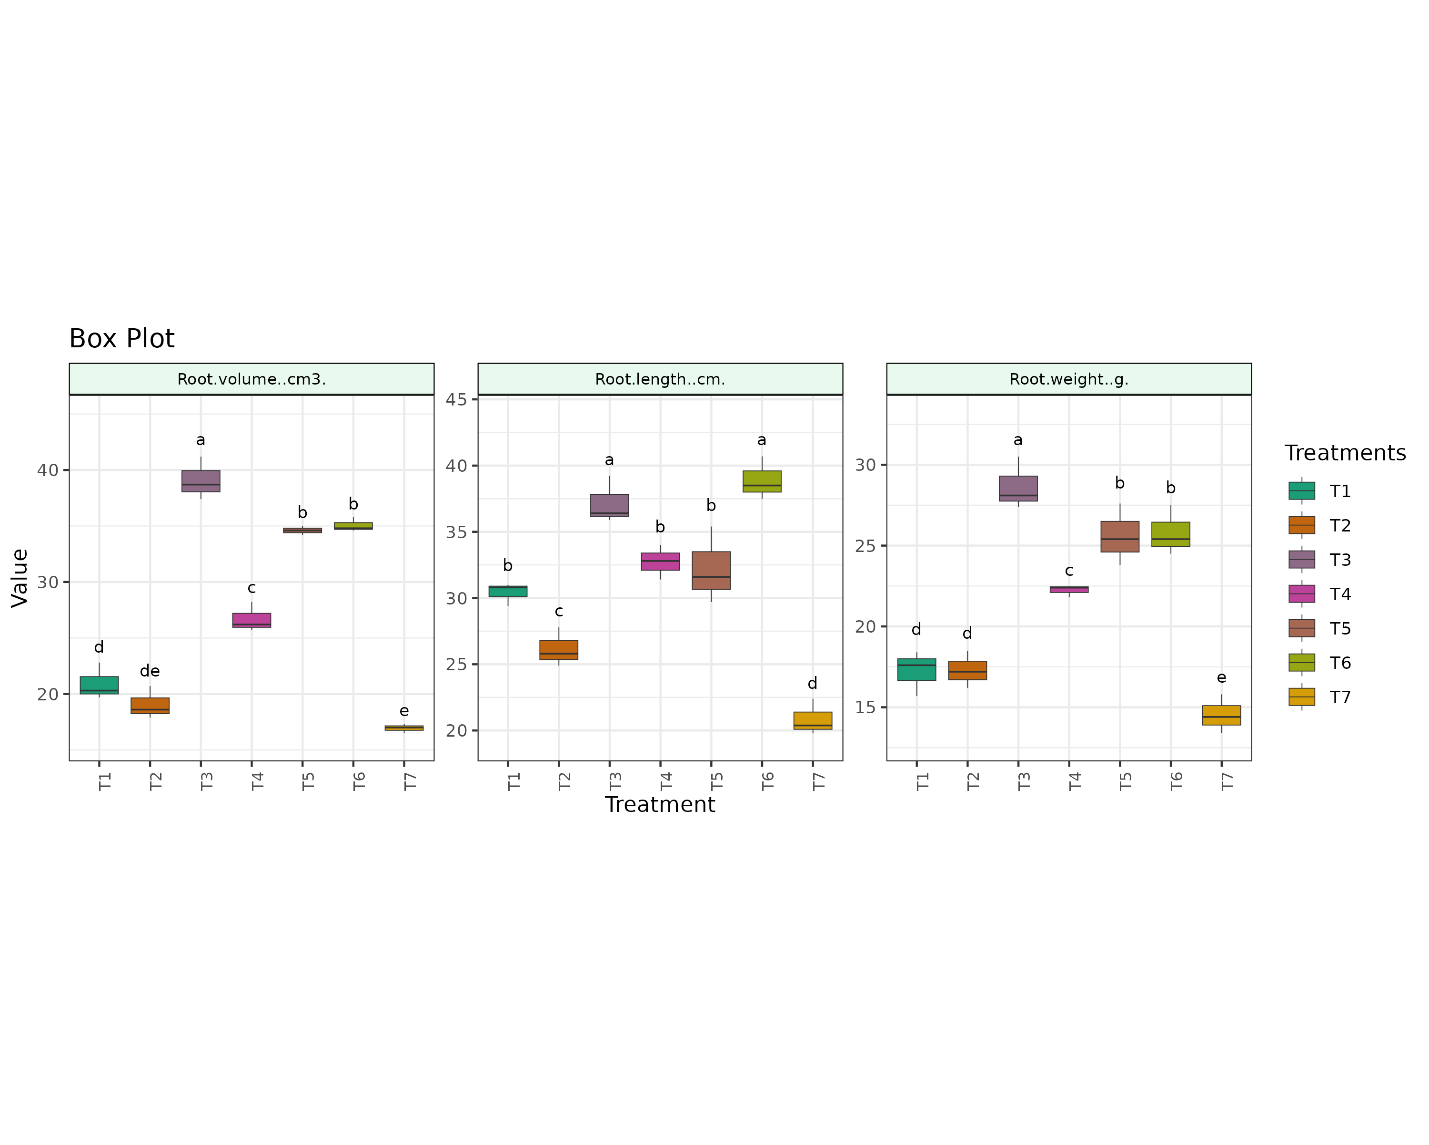 Box Plot
Root.volume..cm3.
Root.length..cm.
Root.weight..g.
Value
40
30
20
a
b
b
c
d
de
e
T1
T2
T3
T4
T5
T6
T7
45
40
35
30
25
20
a
a
b
b
b
c
d
T1
T2
T3
T4
T5
T6
T7
Treatment
30
25
20
15
a
b
b
c
d
d
e
T1
T2
T3
T4
T5
T6
T7
Treatments
T1
T2
T3
T4
T5
T6
T7